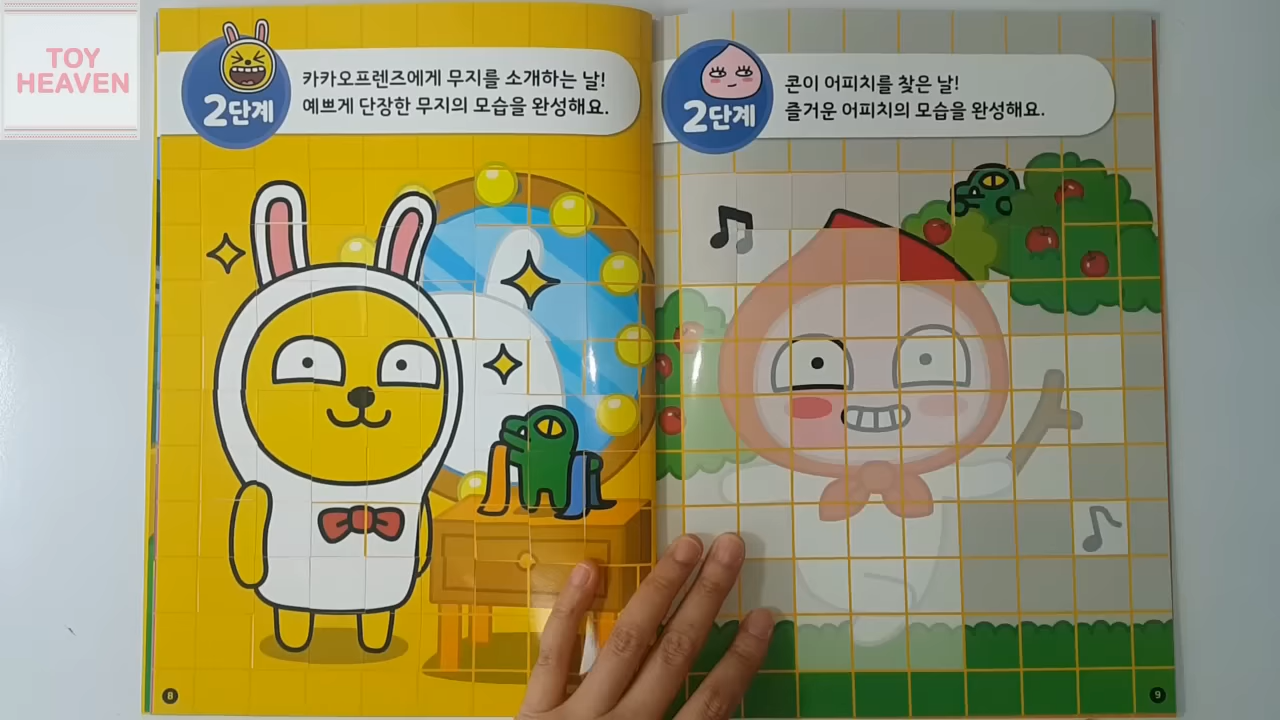 TOY
HEAVEN
2단계
카카오프렌즈에게 무지를 소개하는 날!
예쁘게 단장한 무지의 모습을 완성해요.
2단계
콘이 어피치를 찾은 날!
즐거운 어피치의 모습을 완성해요.
8
9